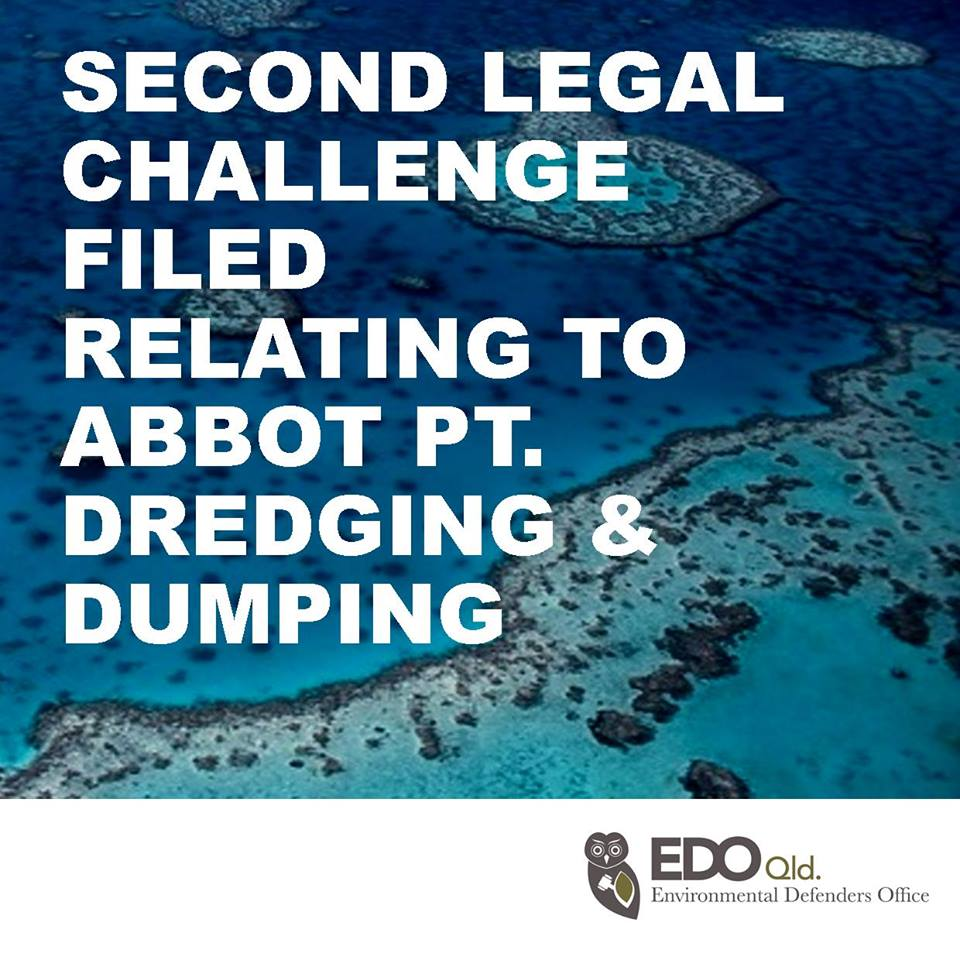 SECOND LEGAL
CHALLENGE
FILED
RELATING TO
ABBOT PT.
DREDGING &
DUMPING
EDO Qld.
Environmental Defenders Office